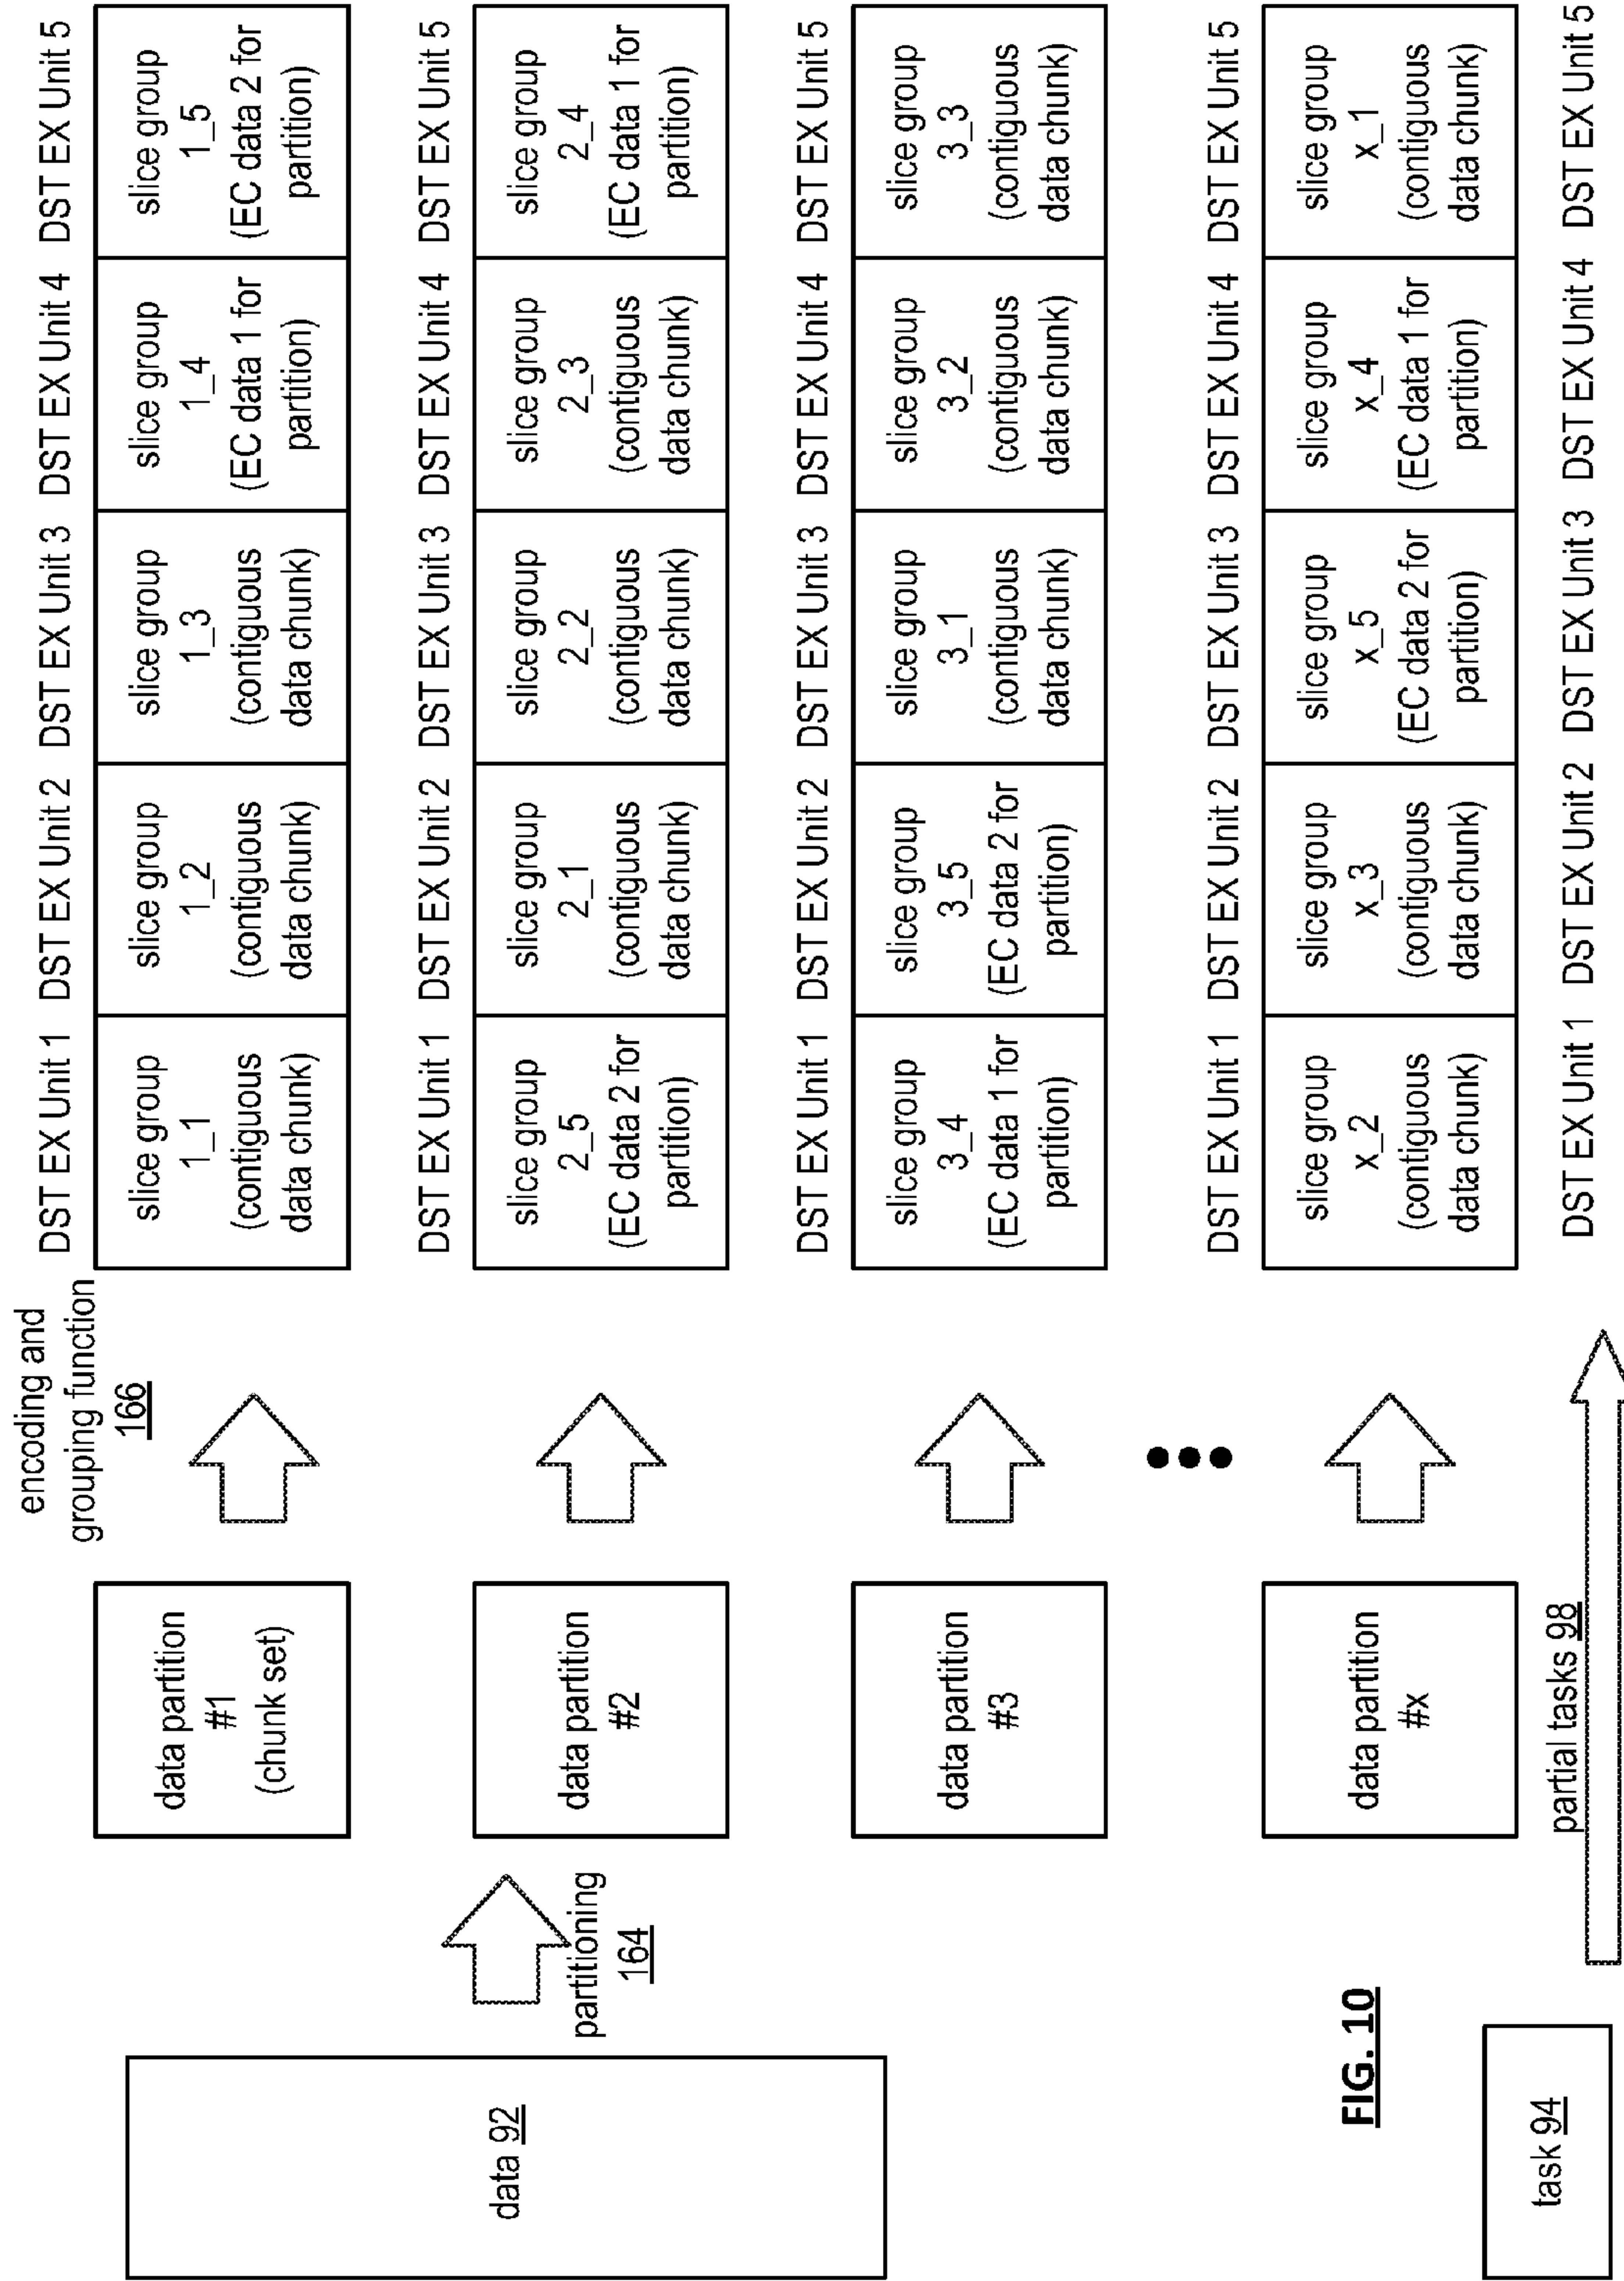 encoding and
grouping function
166
DST EX Unit 1 DST EX Unit 2 DST EX Unit 3 DST EX Unit 4 DST EX Unit 5
data 92
partitioning
164
data partition
#1
(chunk set)
slice group
1_1
(contiguous
data chunk)
slice group
1_2
(contiguous
data chunk)
slice group
1_3
(contiguous
data chunk)
slice group
1_4
(EC data 1 for
partition)
slice group
1_5
(EC data 2 for
partition)
DST EX Unit 1 DST EX Unit 2 DST EX Unit 3 DST EX Unit 4 DST EX Unit 5
data partition
#2
slice group
2_5
(EC data 2 for
partition)
slice group
2_1
(contiguous
data chunk)
slice group
2_2
(contiguous
data chunk)
slice group
2_3
(contiguous
data chunk)
slice group
2_4
(EC data 1 for
partition)
DST EX Unit 1 DST EX Unit 2 DST EX Unit 3 DST EX Unit 4 DST EX Unit 5
data partition
#3
slice group
3_4
(EC data 1 for
partition)
slice group
3_5
(EC data 2 for
partition)
slice group
3_1
(contiguous
data chunk)
slice group
3_2
(contiguous
data chunk)
slice group
3_3
(contiguous
data chunk)
DST EX Unit 1 DST EX Unit 2 DST EX Unit 3 DST EX Unit 4 DST EX Unit 5
data partition
#x
slice group
x_2
(contiguous
data chunk)
slice group
x_3
(contiguous
data chunk)
slice group
x_5
(EC data 2 for
partition)
slice group
x_4
(EC data 1 for
partition)
slice group
x_1
(contiguous
data chunk)
FIG. 10
task 94
partial tasks 98
DST EX Unit 1 DST EX Unit 2 DST EX Unit 3 DST EX Unit 4 DST EX Unit 5